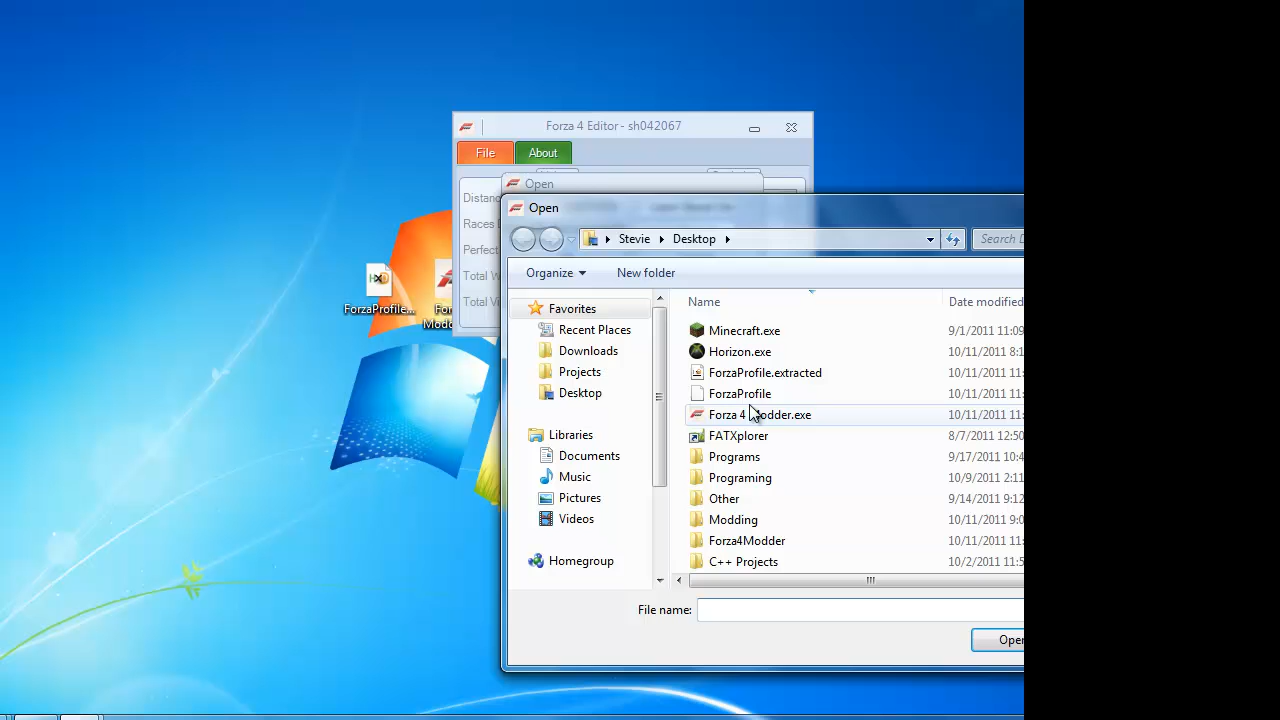 Forza 4 Editor - sh042067
File
About
Open
Distanc
Races L
Perfect
Total W
Total Vi
ForzaProfile...
For
Modd
Open
Stevie
Desktop
Search D
Organize
New folder
Favorites
Recent Places
Downloads
Projects
Desktop
Libraries
Documents
Music
Pictures
Videos
Homegroup
Name
Date modified
Minecraft.exe
9/1/2011 11:09
Horizon.exe
10/11/2011 8:1
ForzaProfile.extracted
10/11/2011 11:
ForzaProfile
10/11/2011 11:
Forza 4 Modder.exe
10/11/2011 11:
FATXplorer
8/7/2011 12:50
Programs
9/17/2011 10:4
Programing
10/9/2011 2:11
Other
9/14/2011 9:12
Modding
10/11/2011 9:0
Forza4Modder
10/11/2011 11:
C++ Projects
10/2/2011 11:5
File name:
Open